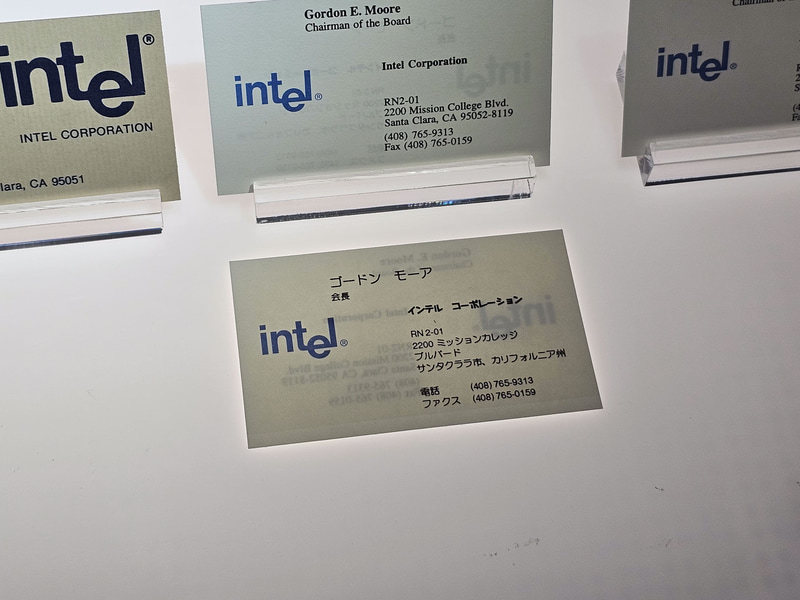 intel®
INTEL CORPORATION
lara, CA 95051
Gordon E. Moore
Chairman of the Board
intel®
Intel Corporation
RN2-01
2200 Mission College Blvd.
Santa Clara, CA 95052-8119
(408) 765-9313
Fax (408) 765-0159
intel®
ゴードン モーア
会長
intel®
インテル コーポレーション
RN2-01
2200 ミッションカレッジ
ブルバード
サンタクララ市、カリフォルニア州
電話 (408) 765-9313
ファクス (408) 765-0159